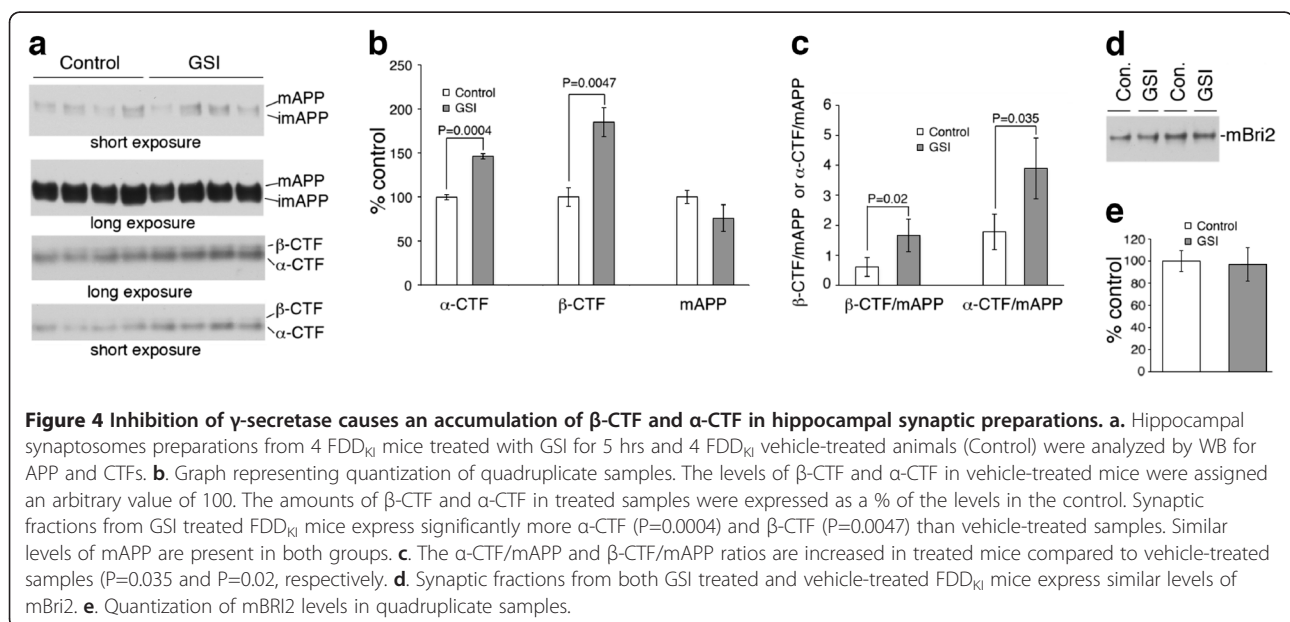 a
Control GSI
mAPP
imAPP
short exposure
mAPP
imAPP
long exposure
β-CTF
α-CTF
long exposure
β-CTF
α-CTF
short exposure
b
% control
250
200
150
100
50
0
Control
GSI
P=0.0004
P=0.0047
α-CTF β-CTF mAPP
c
β-CTF/mAPP or α-CTF/mAPP
6
5
4
3
2
1
0
Control
GSI
P=0.02
P=0.035
β-CTF/mAPP α-CTF/mAPP
d
Con. GSI Con. GSI
-mBri2
e
% control
120
100
80
60
40
20
0
Control
GSI
Figure 4 Inhibition of γ-secretase causes an accumulation of β-CTF and α-CTF in hippocampal synaptic preparations. a. Hippocampal
synaptosomes preparations from 4 FDDKI mice treated with GSI for 5 hrs and 4 FDDKI vehicle-treated animals (Control) were analyzed by WB for
APP and CTFs. b. Graph representing quantization of quadruplicate samples. The levels of β-CTF and α-CTF in vehicle-treated mice were assigned
an arbitrary value of 100. The amounts of β-CTF and α-CTF in treated samples were expressed as a % of the levels in the control. Synaptic
fractions from GSI treated FDDKI mice express significantly more α-CTF (P=0.0004) and β-CTF (P=0.0047) than vehicle-treated samples. Similar
levels of mAPP are present in both groups. c. The α-CTF/mAPP and β-CTF/mAPP ratios are increased in treated mice compared to vehicle-treated
samples (P=0.035 and P=0.02, respectively. d. Synaptic fractions from both GSI treated and vehicle-treated FDDKI mice express similar levels of
mBri2. e. Quantization of mBRI2 levels in quadruplicate samples.